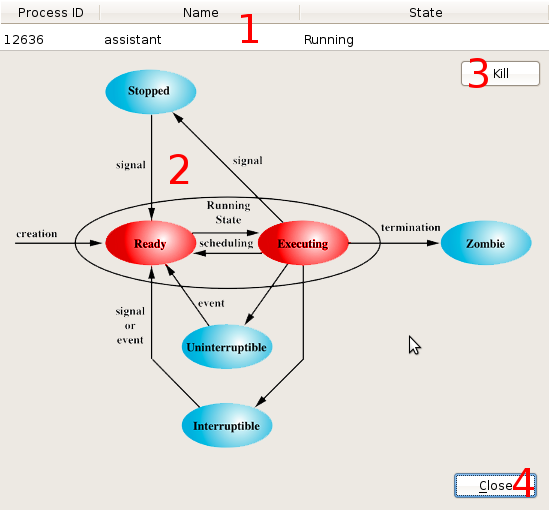 Process ID Name State
12636 assistant Running
1
3 Kill
Stopped
signal
2
signal
Running
State
creation
Ready
scheduling
Executing
termination
Zombie
signal
or
event
event
Uninterruptible
Interruptible
Close 4